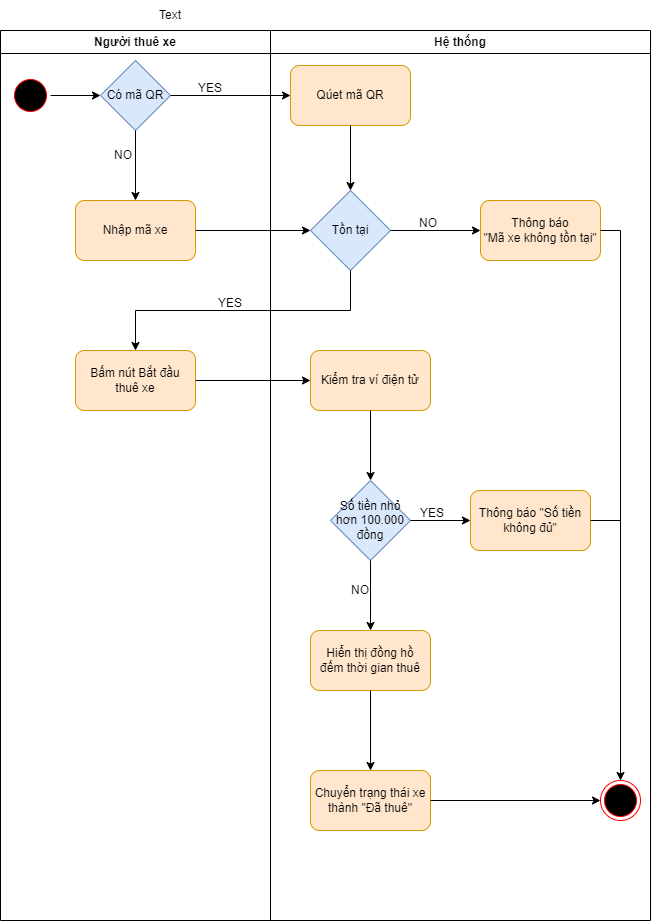 Text
Người thuê xe
Hệ thống
Có mã QR
YES
Qúet mã QR
NO
Nhập mã xe
Tồn tại
NO
Thông báo
"Mã xe không tồn tại"
YES
Bấm nút Bắt đầu
thuê xe
Kiểm tra ví điện tử
Số tiền nhỏ
hơn 100.000
đồng
YES
Thông báo "Số tiền
không đủ"
NO
Hiển thị đồng hồ
đếm thời gian thuê
Chuyển trạng thái xe
thành "Đã thuê"